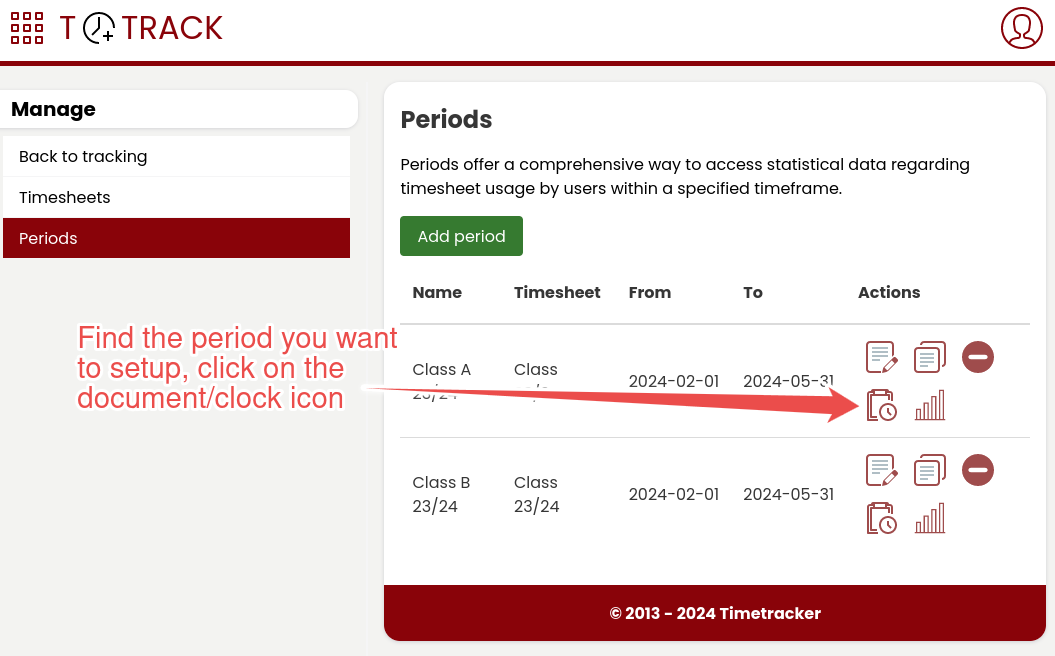 T TRACK
Manage
Back to tracking
Timesheets
Periods
Periods
Periods offer a comprehensive way to access statistical data regarding
timesheet usage by users within a specified timeframe.
Add period
Name Timesheet From To Actions
Find the period you want
to setup, click on the
document/clock icon
Class A Class 2024-02-01 2024-05-31
23/24
Class B Class 2024-02-01 2024-05-31
23/24 23/24
© 2013 - 2024 Timetracker